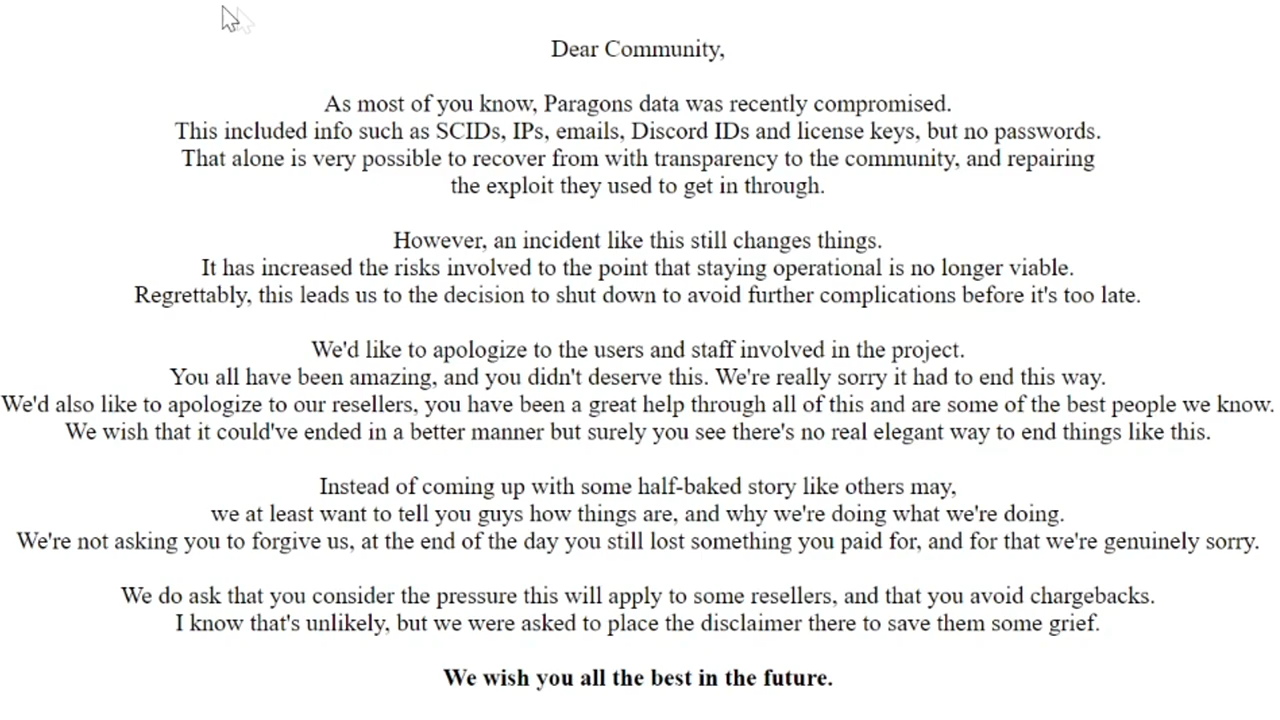 Dear Community,
As most of you know, Paragons data was recently compromised.
This included info such as SCIDs, IPs, emails, Discord IDs and license keys, but no passwords.
That alone is very possible to recover from with transparency to the community, and repairing
the exploit they used to get in through.
However, an incident like this still changes things.
It has increased the risks involved to the point that staying operational is no longer viable.
Regrettably, this leads us to the decision to shut down to avoid further complications before it's too late.
We'd like to apologize to the users and staff involved in the project.
You all have been amazing, and you didn't deserve this. We're really sorry it had to end this way.
We'd also like to apologize to our resellers, you have been a great help through all of this and are some of the best people we know.
We wish that it could've ended in a better manner but surely you see there's no real elegant way to end things like this.
Instead of coming up with some half-baked story like others may,
we at least want to tell you guys how things are, and why we're doing what we're doing.
We're not asking you to forgive us, at the end of the day you still lost something you paid for, and for that we're genuinely sorry.
We do ask that you consider the pressure this will apply to some resellers, and that you avoid chargebacks.
I know that's unlikely, but we were asked to place the disclaimer there to save them some grief.
We wish you all the best in the future.